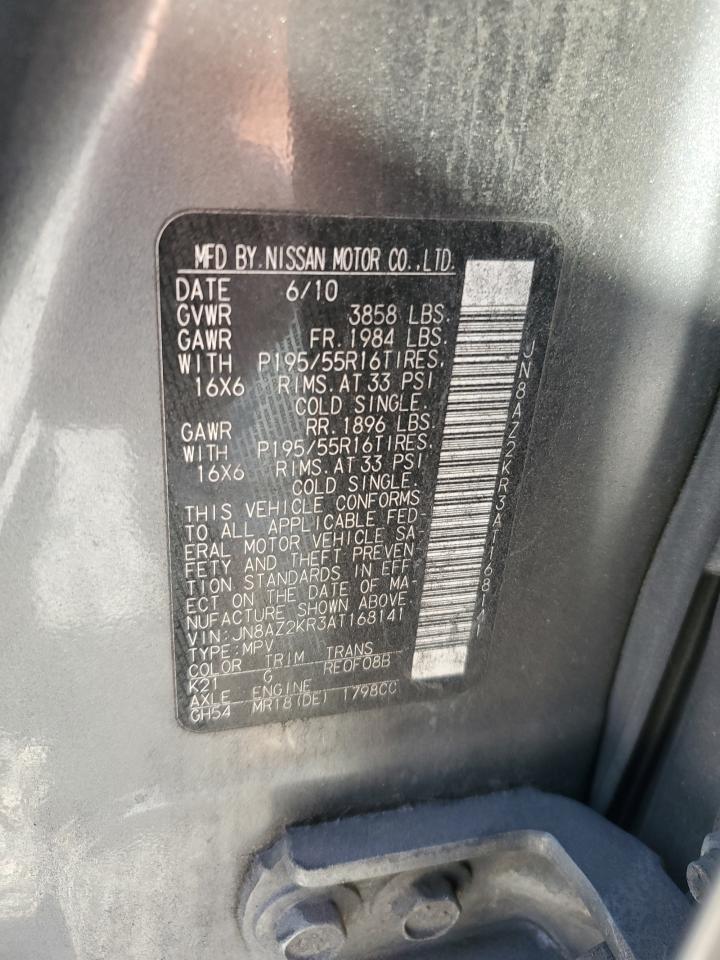 MFD BY NISSAN MOTOR CO.,LTD.
DATE 6/10
GVWR 3858 LBS.
GAWR FR. 1984 LBS.
WITH P195/55R16TIRES,
16X6 RIMS. AT 33 PSI
COLD SINGLE.
GAWR RR. 1896 LBS.
WITH P195/55R16TIRES.
16X6 RIMS. AT 33 PSI
COLD SINGLE.
THIS VEHICLE CONFORMS
TO ALL APPLICABLE FED-
ERAL MOTOR VEHICLE SA-
FETY AND THEFT PREVEN-
TION STANDARDS IN EFF-
ECT ON THE DATE OF MA-
NUFACTURE SHOWN ABOVE
VIN:JN8AZ2KR3AT168141
TYPE:MPV
COLOR TRIM TRANS
K21 G RE0F08B
AXLE ENGINE
GH54 MR18(DE) 1798CC
JN8AZ2KR3AT168141